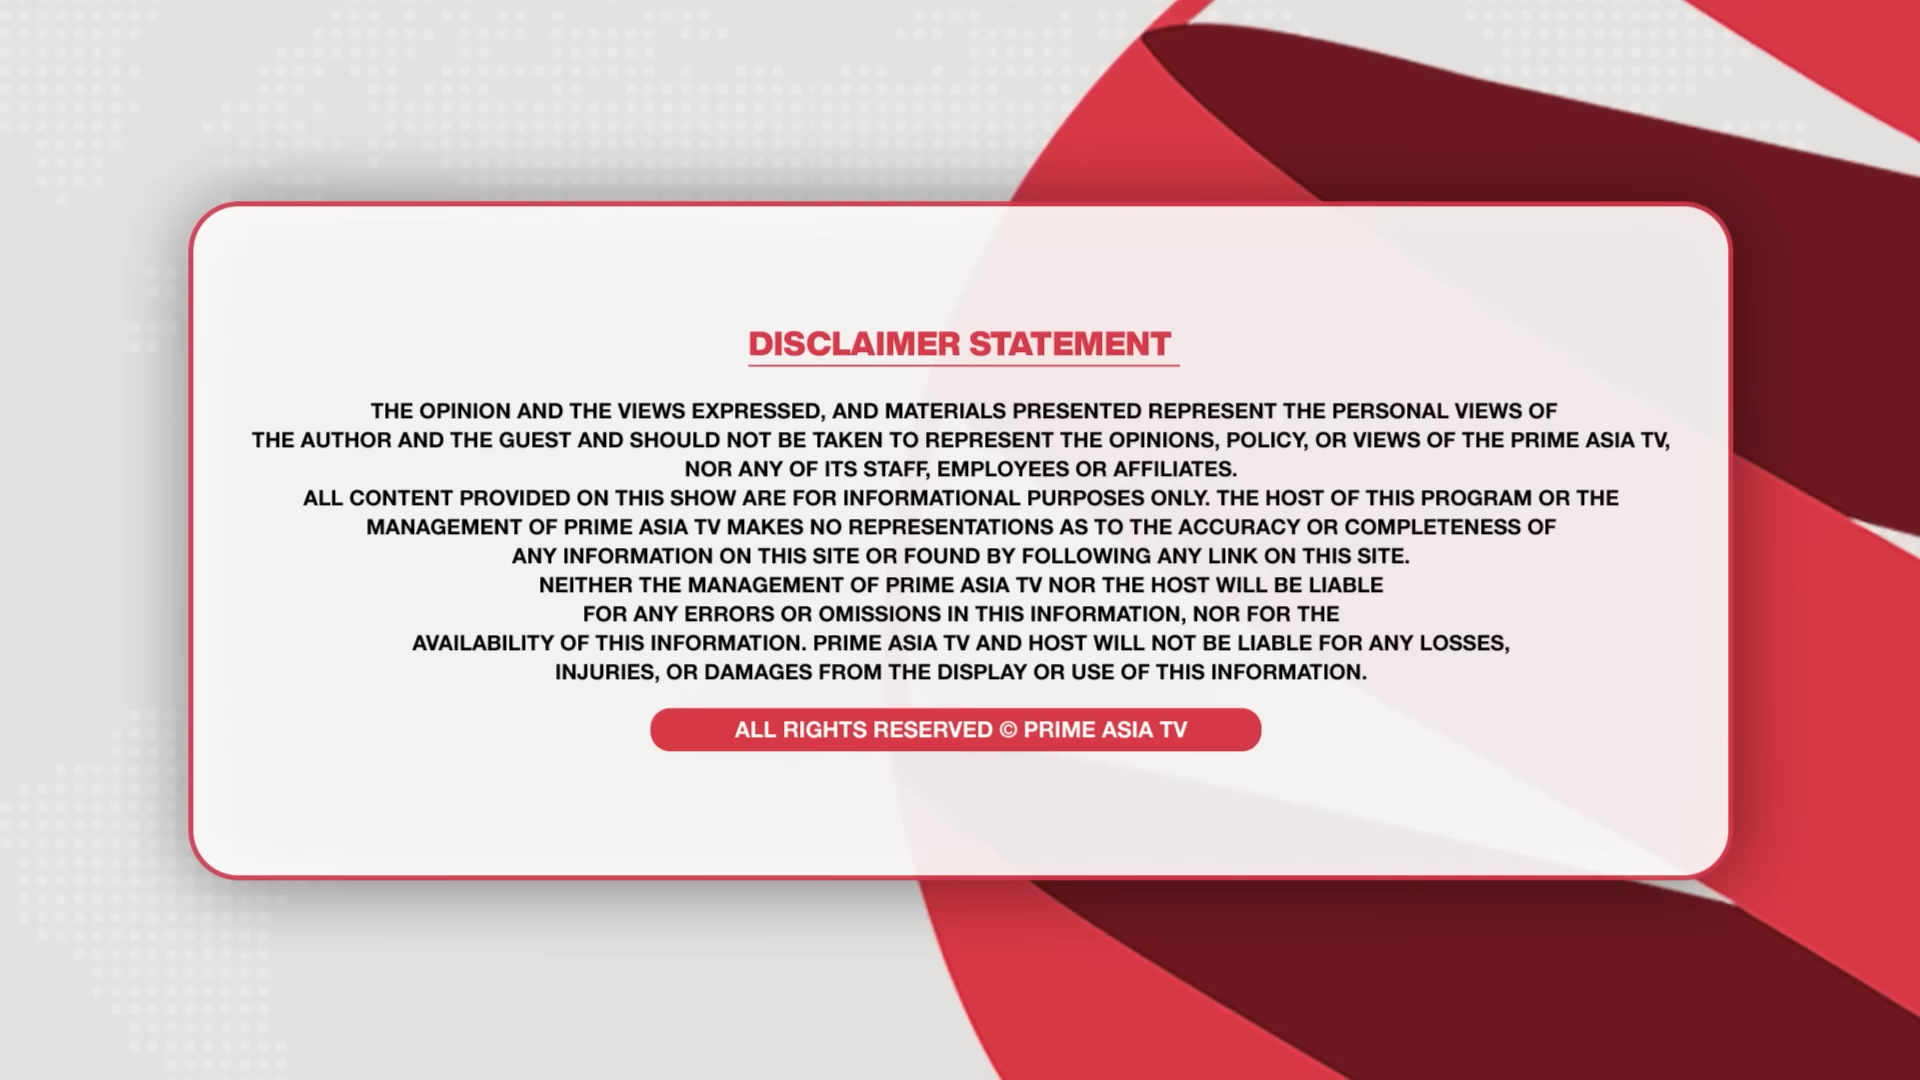 DISCLAIMER STATEMENT
THE OPINION AND THE VIEWS EXPRESSED, AND MATERIALS PRESENTED REPRESENT THE PERSONAL VIEWS OF
THE AUTHOR AND THE GUEST AND SHOULD NOT BE TAKEN TO REPRESENT THE OPINIONS, POLICY, OR VIEWS OF THE PRIME ASIA TV,
NOR ANY OF ITS STAFF, EMPLOYEES OR AFFILIATES.
ALL CONTENT PROVIDED ON THIS SHOW ARE FOR INFORMATIONAL PURPOSES ONLY. THE HOST OF THIS PROGRAM OR THE
MANAGEMENT OF PRIME ASIA TV MAKES NO REPRESENTATIONS AS TO THE ACCURACY OR COMPLETENESS OF
ANY INFORMATION ON THIS SITE OR FOUND BY FOLLOWING ANY LINK ON THIS SITE.
NEITHER THE MANAGEMENT OF PRIME ASIA TV NOR THE HOST WILL BE LIABLE
FOR ANY ERRORS OR OMISSIONS IN THIS INFORMATION, NOR FOR THE
AVAILABILITY OF THIS INFORMATION. PRIME ASIA TV AND HOST WILL NOT BE LIABLE FOR ANY LOSSES,
INJURIES, OR DAMAGES FROM THE DISPLAY OR USE OF THIS INFORMATION.
ALL RIGHTS RESERVED © PRIME ASIA TV